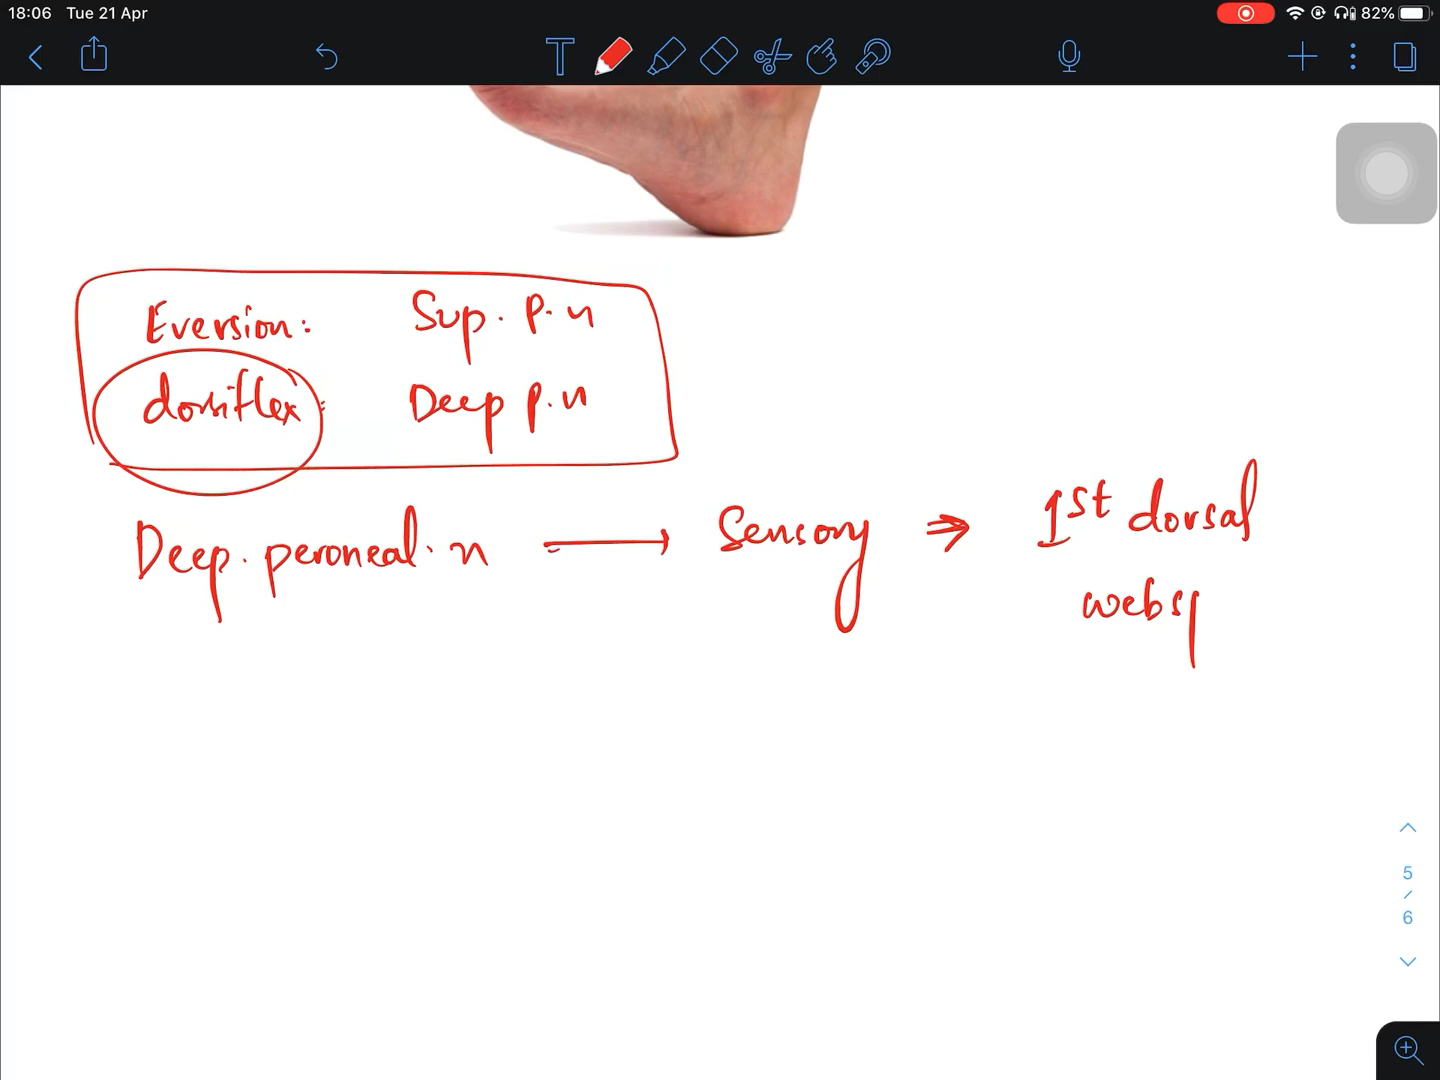 18:06 Tue 21 Apr 82%
T
Eversion: Sup. p. n
dorsiflex: Deep p. n
Deep. peroneal. n → Sensory ⇒ 1st dorsal
websp
5
/
6